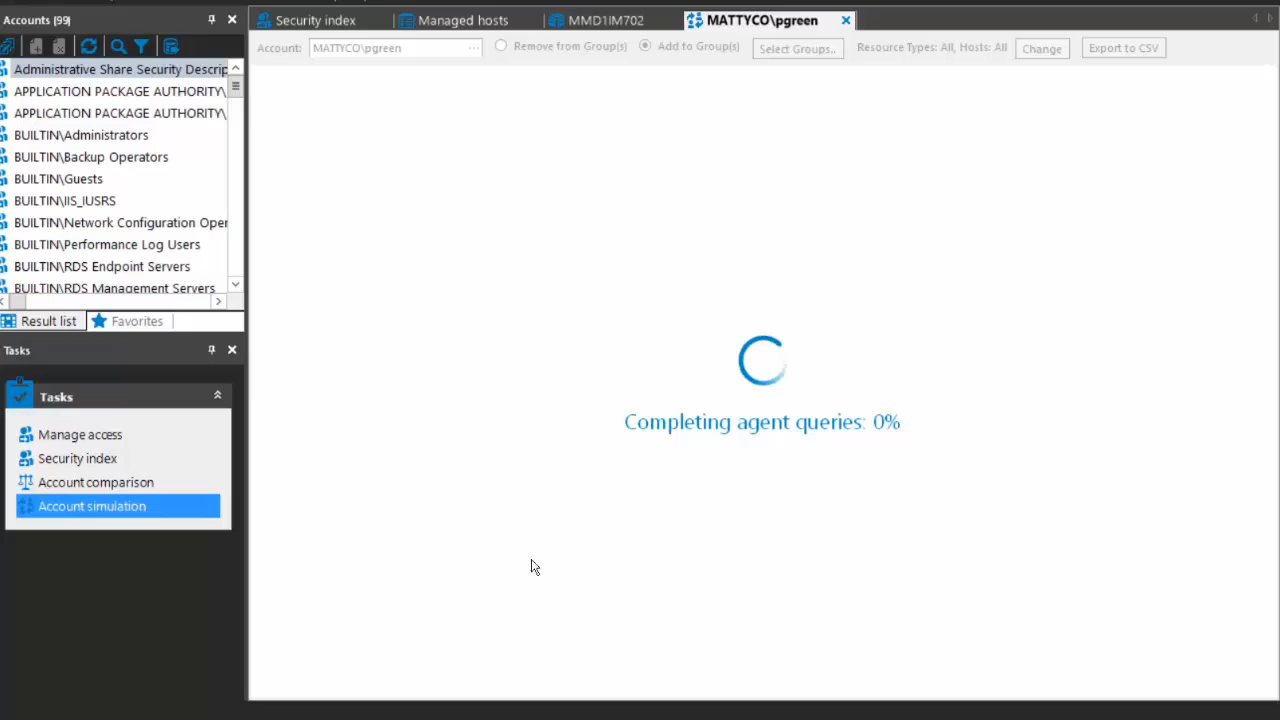 Accounts (99)
Administrative Share Security Descrip
APPLICATION PACKAGE AUTHORITY\
APPLICATION PACKAGE AUTHORITY\
BUILTIN\Administrators
BUILTIN\Backup Operators
BUILTIN\Guests
BUILTIN\IIS_IUSRS
BUILTIN\Network Configuration Oper
BUILTIN\Performance Log Users
BUILTIN\RDS Endpoint Servers
BUILTIN\RDS Management Servers
Result list
Favorites
Tasks
Tasks
Manage access
Security index
Account comparison
Account simulation
Security index
Managed hosts
MMD1IM702
MATTYCO\pgreen
Account: MATTYCO\pgreen ... Remove from Group(s) Add to Group(s) Select Groups.. Resource Types: All, Hosts: All Change Export to CSV
Completing agent queries: 0%